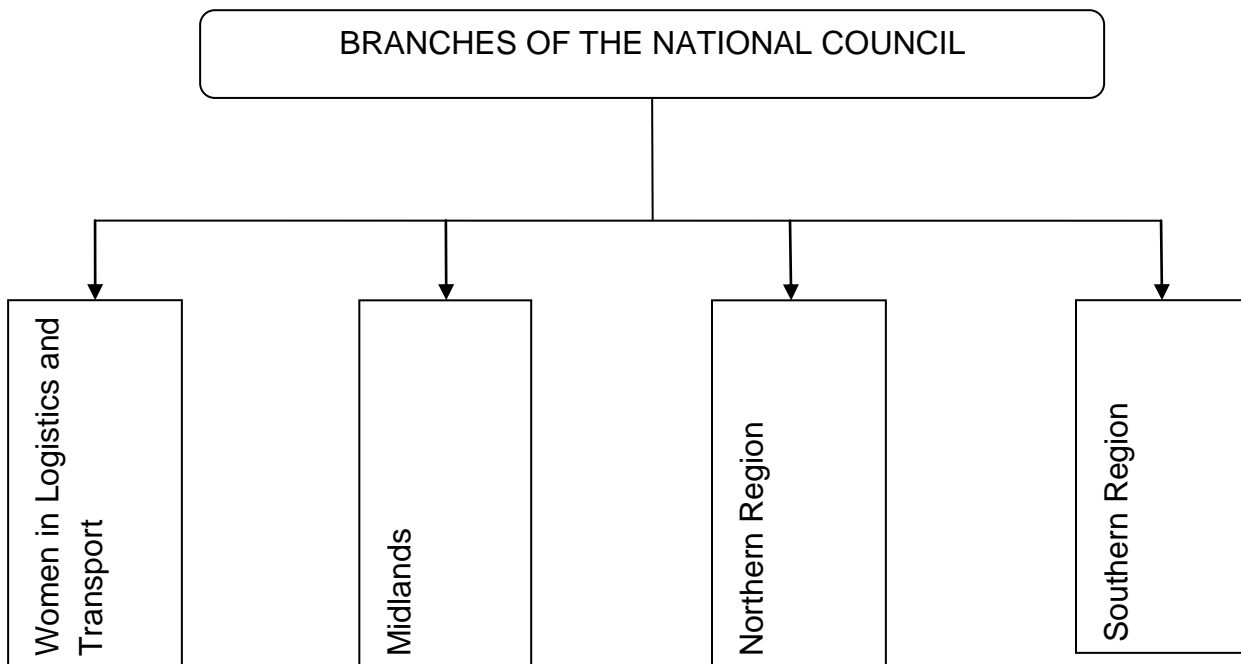 BRANCHES OF THE NATIONAL COUNCIL
Women in Logistics and
Transport
Midlands
Northern Region
Southern Region